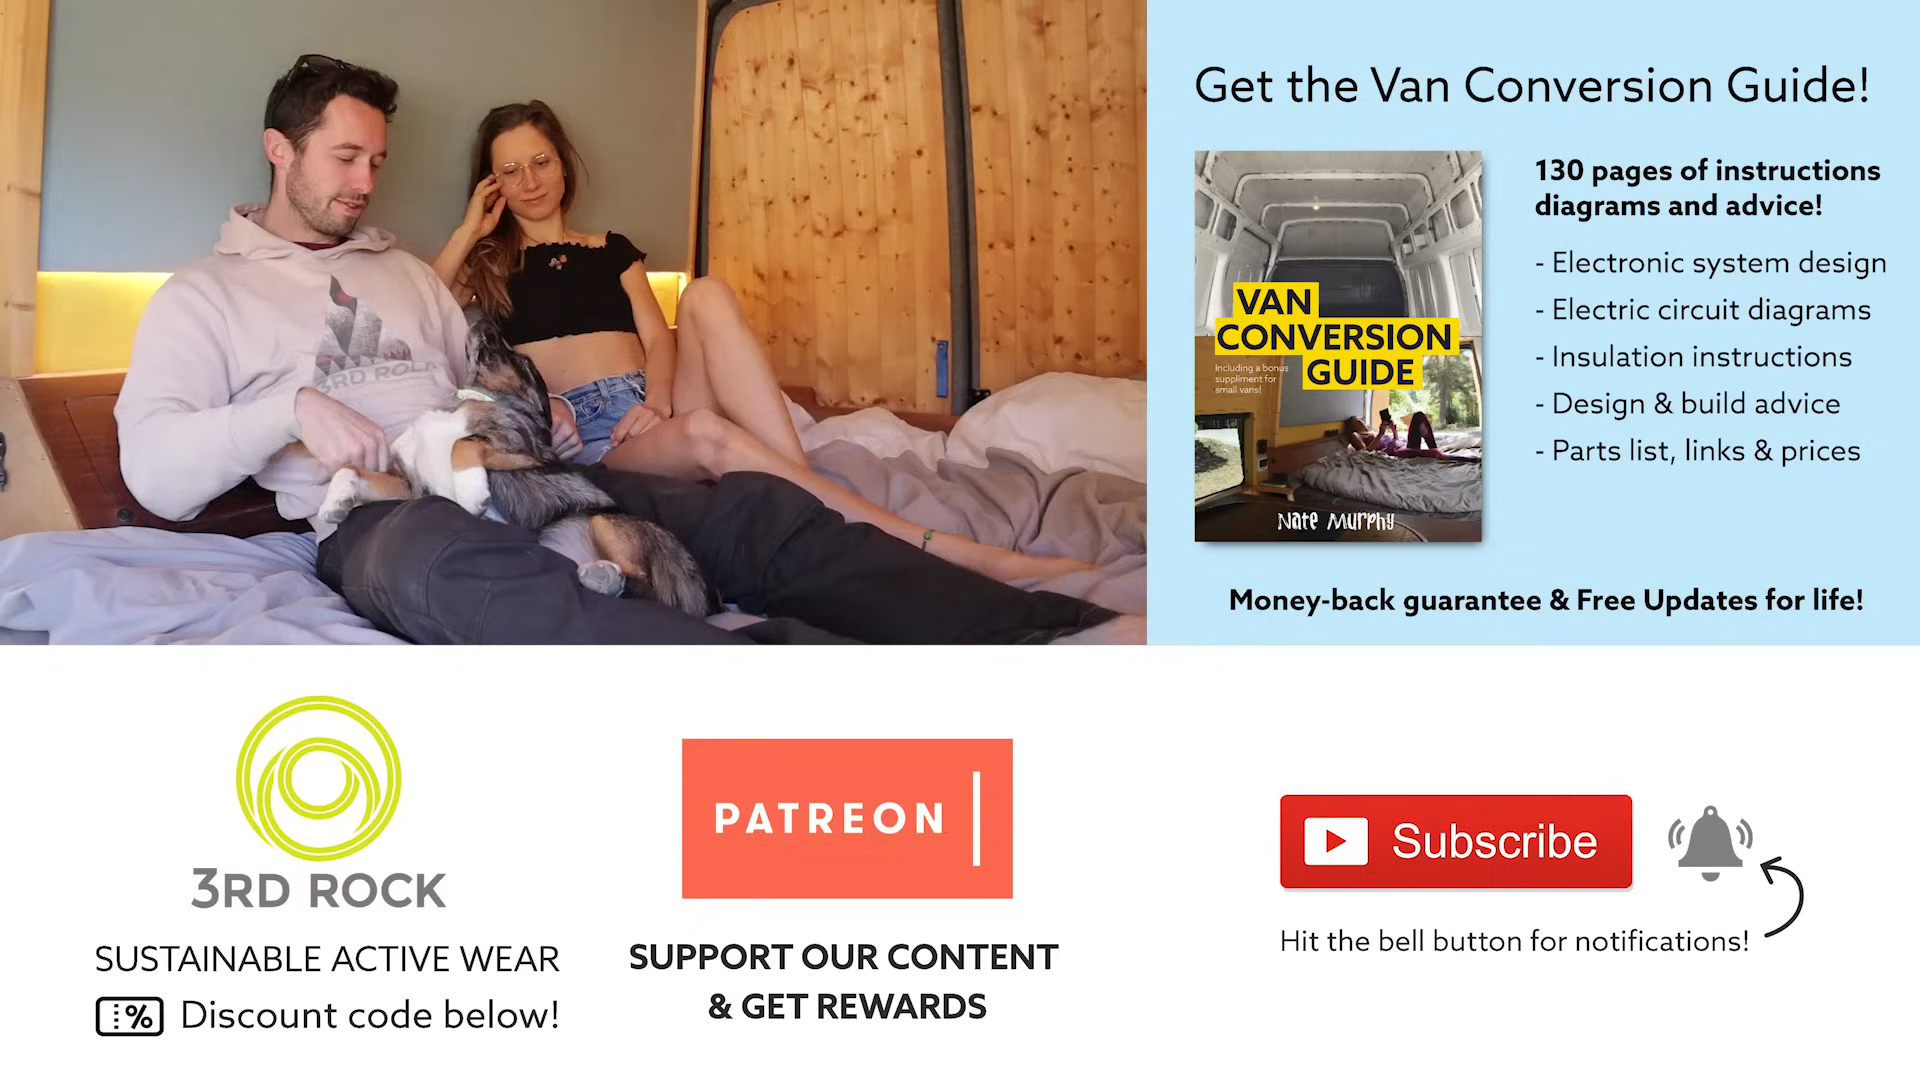 3RD ROCK
Get the Van Conversion Guide!
VAN
CONVERSION
GUIDE
Including a bonus
suppliment for
small vans!
Nate Murphy
130 pages of instructions
diagrams and advice!
- Electronic system design
- Electric circuit diagrams
- Insulation instructions
- Design & build advice
- Parts list, links & prices
Money-back guarantee & Free Updates for life!
3RD ROCK
SUSTAINABLE ACTIVE WEAR
% Discount code below!
PATREON
SUPPORT OUR CONTENT
& GET REWARDS
Subscribe
Hit the bell button for notifications!